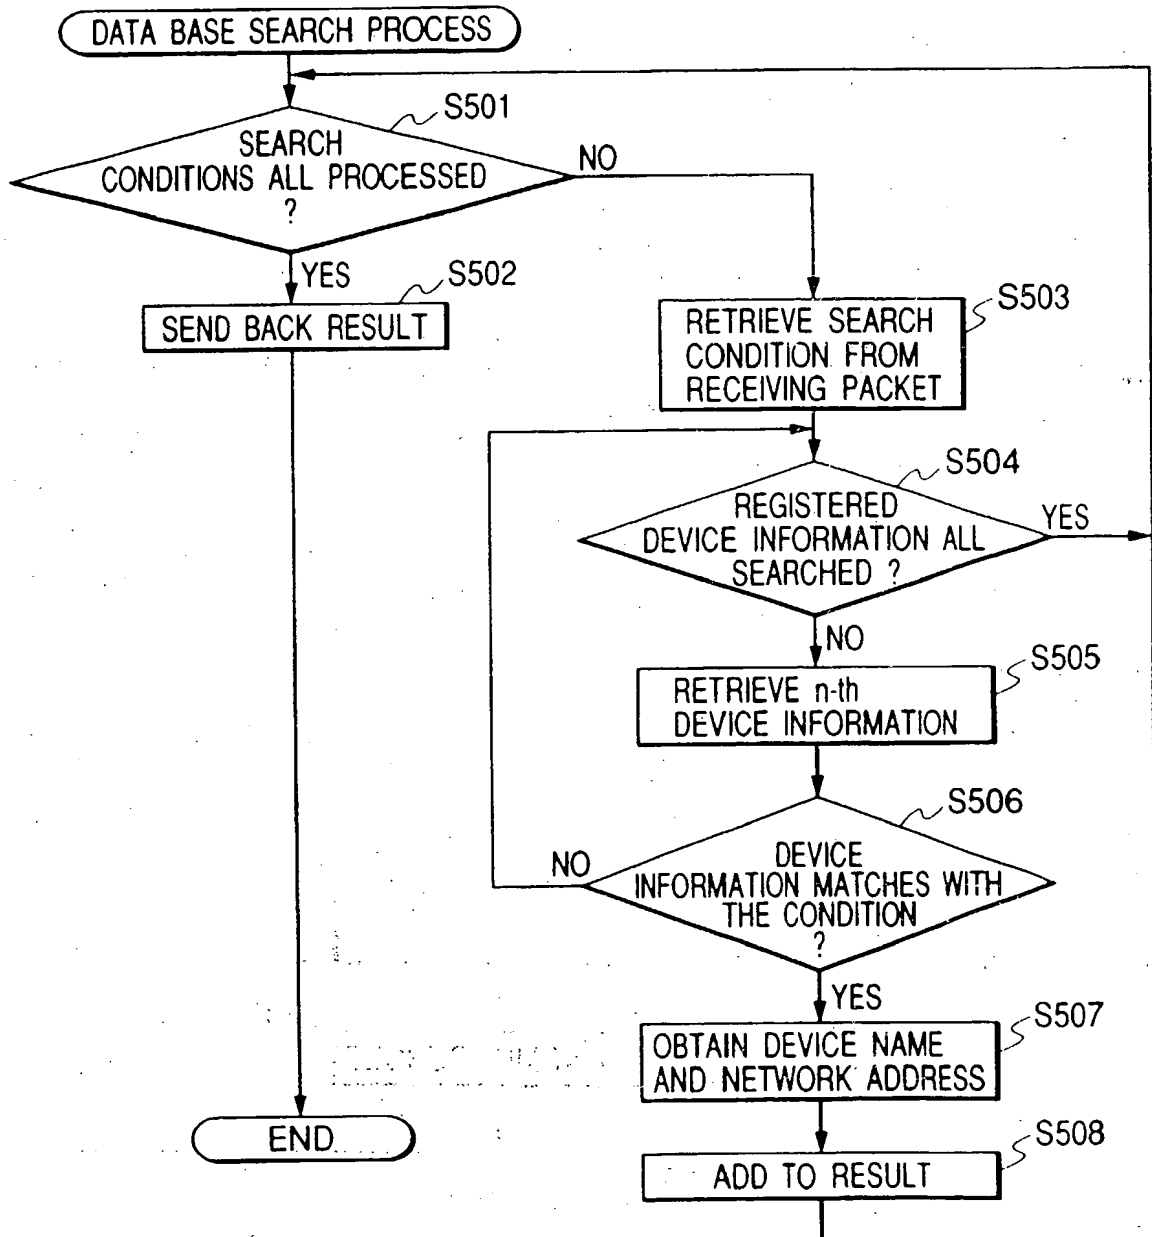 DATA BASE SEARCH PROCESS
S501
SEARCH
CONDITIONS ALL PROCESSED
?
NO
YES
S502
SEND BACK RESULT
S503
RETRIEVE SEARCH
CONDITION FROM
RECEIVING PACKET
S504
REGISTERED
DEVICE INFORMATION ALL
SEARCHED ?
YES
NO
S505
RETRIEVE n-th
DEVICE INFORMATION
S506
DEVICE
INFORMATION MATCHES WITH
THE CONDITION
?
NO
YES
S507
OBTAIN DEVICE NAME
AND NETWORK ADDRESS
S508
ADD TO RESULT
END